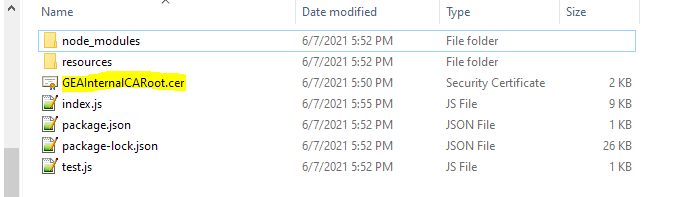 Name Date modified Type Size
node_modules 6/7/2021 5:52 PM File folder
resources 6/7/2021 5:52 PM File folder
GEAInternalCARoot.cer 6/7/2021 5:50 PM Security Certificate 2 KB
index.js 6/7/2021 5:55 PM JS File 9 KB
package.json 6/7/2021 5:52 PM JSON File 1 KB
package-lock.json 6/7/2021 5:52 PM JSON File 26 KB
test.js 6/7/2021 5:52 PM JS File 1 KB